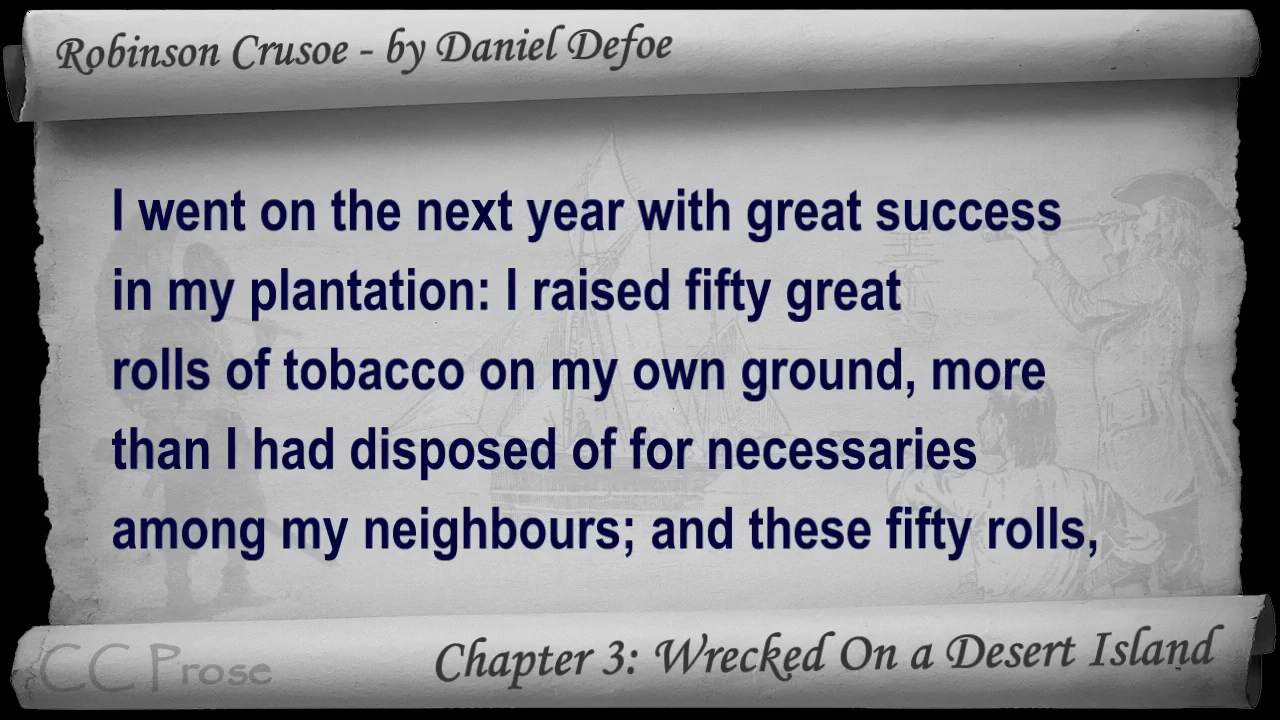 Robinson Crusoe - by Daniel Defoe
I went on the next year with great success
in my plantation: I raised fifty great
rolls of tobacco on my own ground, more
than I had disposed of for necessaries
among my neighbours; and these fifty rolls,
CC Prose
Chapter 3: Wrecked On a Desert Island